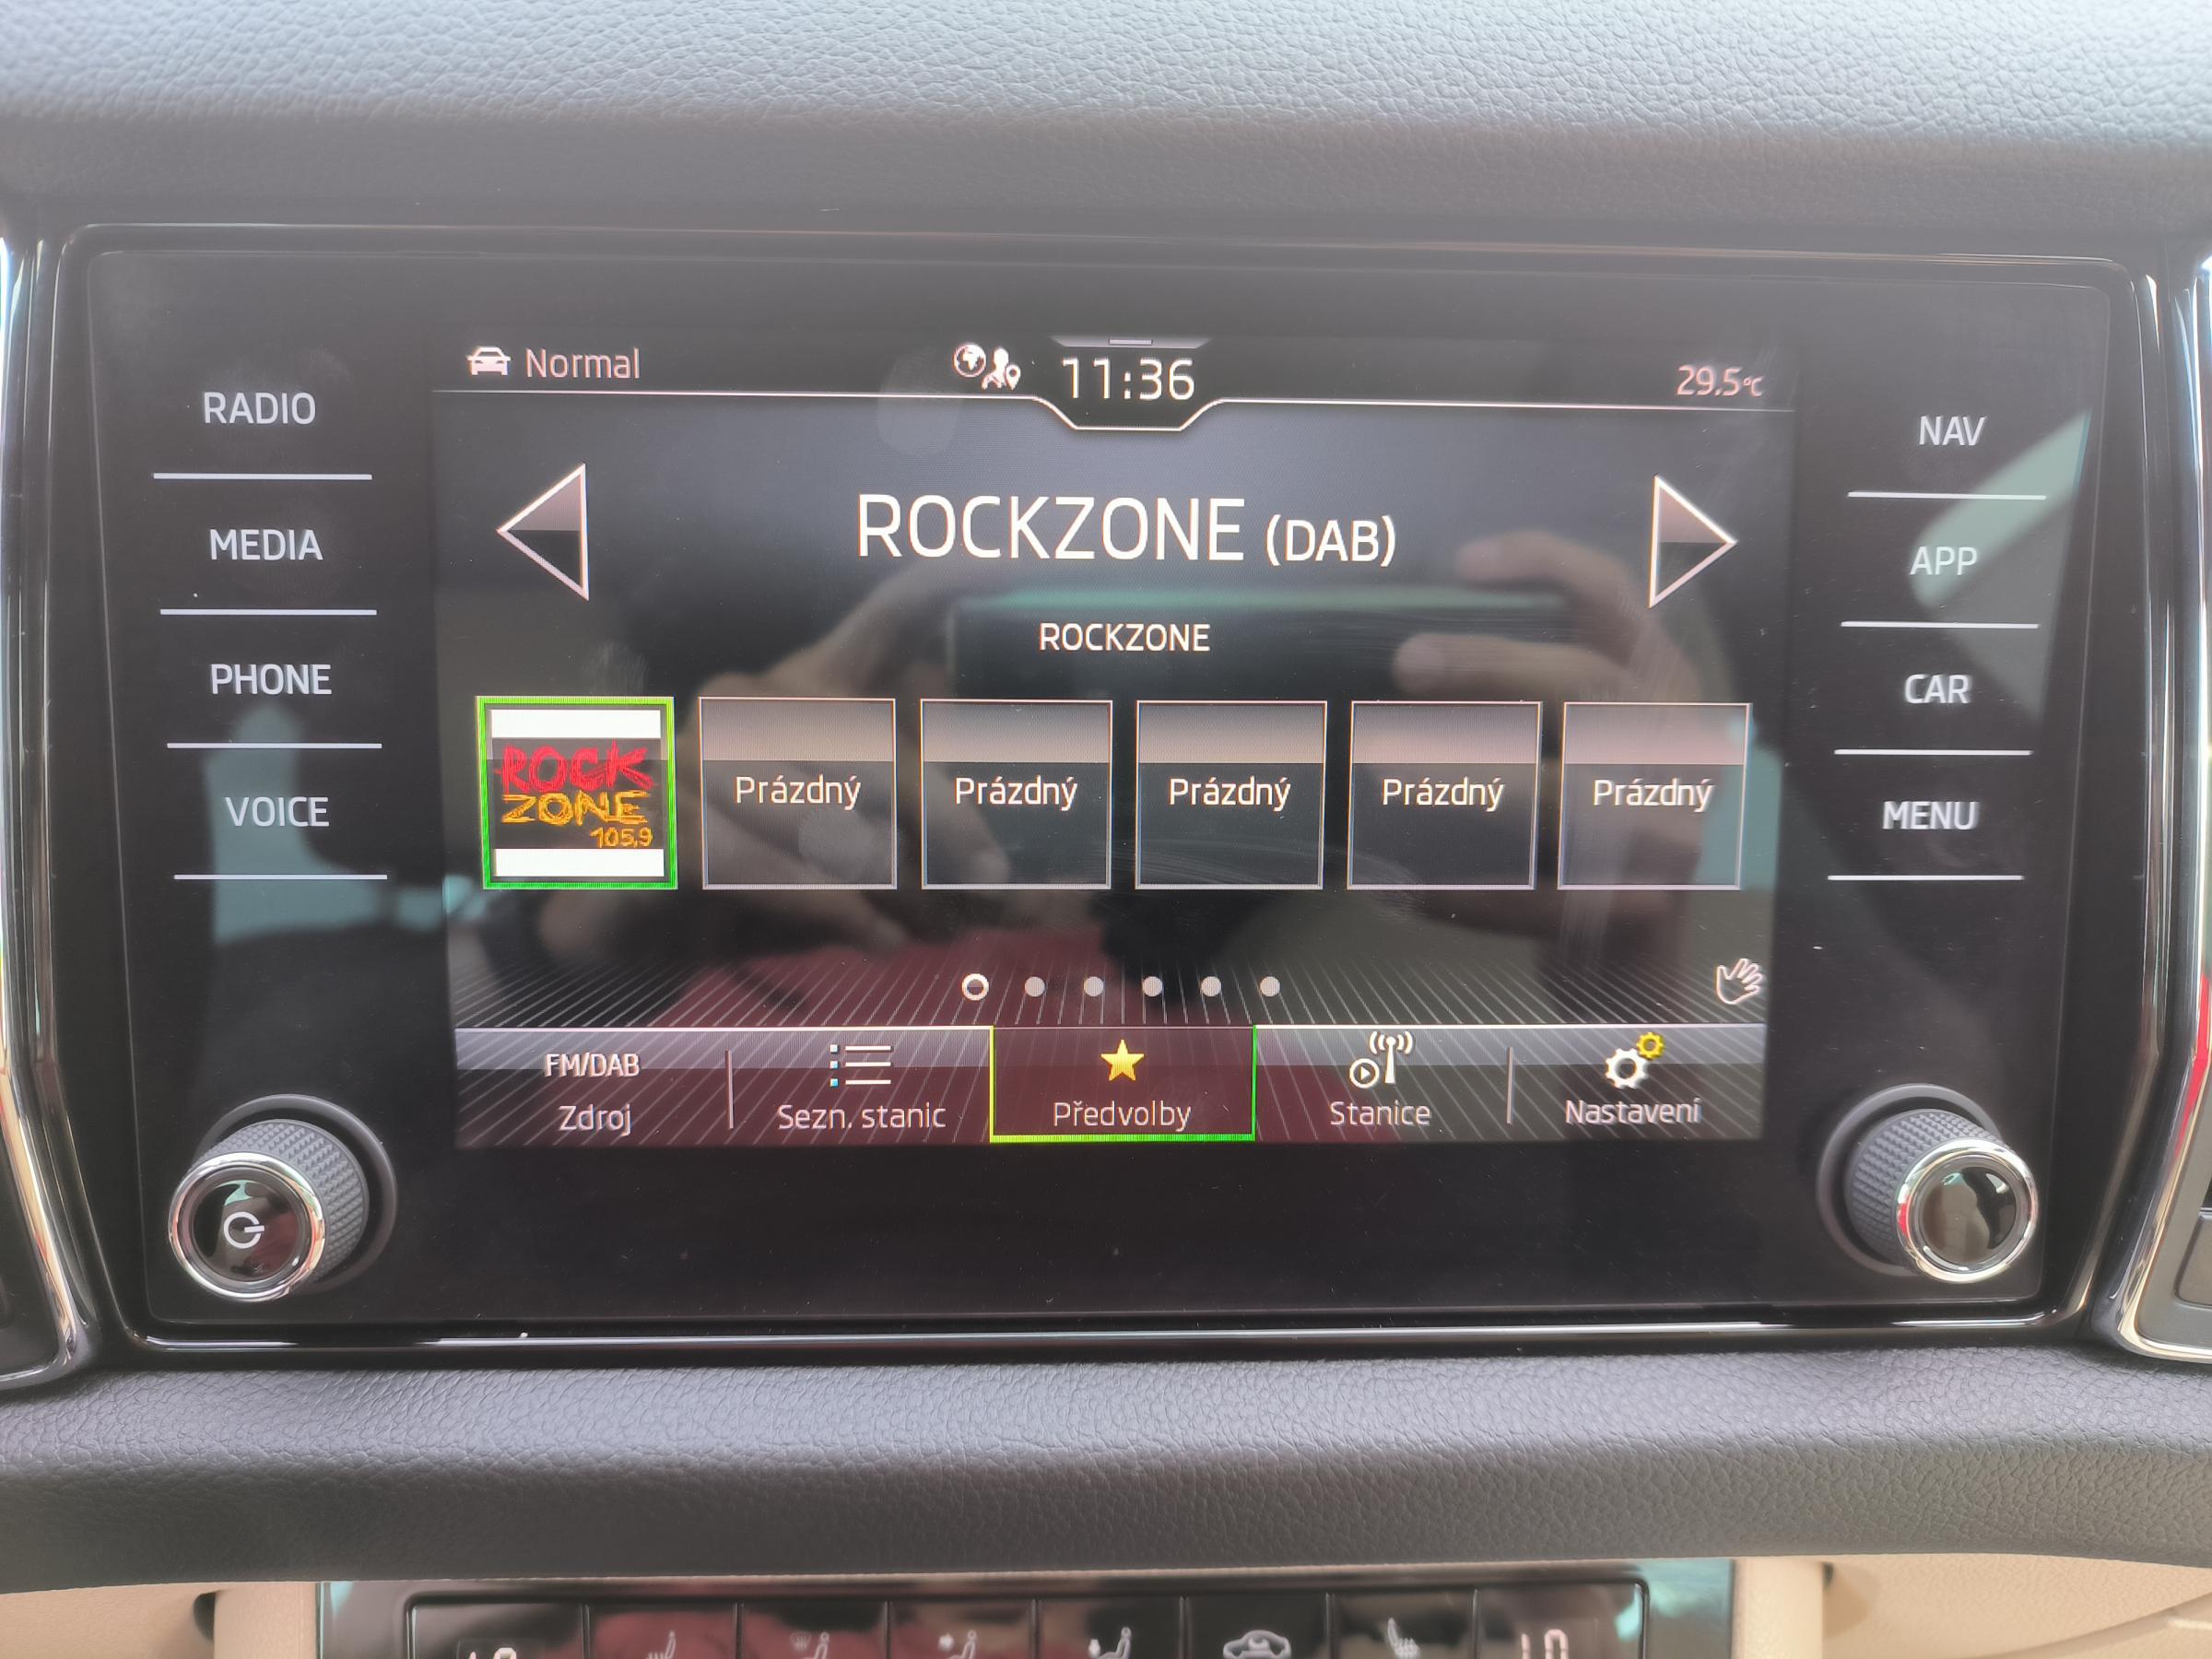 Normal
11:36
29.5°C
RADIO
MEDIA
PHONE
VOICE
NAV
APP
CAR
MENU
ROCKZONE (DAB)
ROCKZONE
ROCK
ZONE
105,9
Prázdný
Prázdný
Prázdný
Prázdný
Prázdný
FM/DAB
Zdroj
Sezn. stanic
Předvolby
Stanice
Nastavení